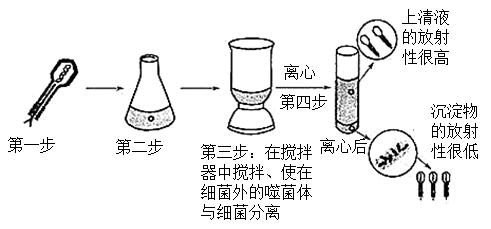 第一步
第二步
第三步：在搅拌
器中搅拌、使在
细菌外的噬菌体
与细菌分离
离心
第四步
离心后
上清液
的放射
性很高
沉淀物
的放射
性很低